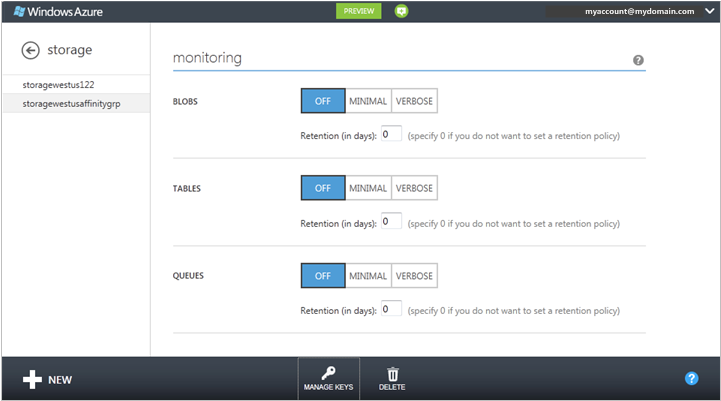 Windows Azure PREVIEW myaccount@mydomain.com
storage
storagewestus122
storagewestusaffinitygrp
monitoring ?
BLOBS OFF MINIMAL VERBOSE
Retention (in days): 0 (specify 0 if you do not want to set a retention policy)
TABLES OFF MINIMAL VERBOSE
Retention (in days): 0 (specify 0 if you do not want to set a retention policy)
QUEUES OFF MINIMAL VERBOSE
Retention (in days): 0 (specify 0 if you do not want to set a retention policy)
NEW MANAGE KEYS DELETE ?